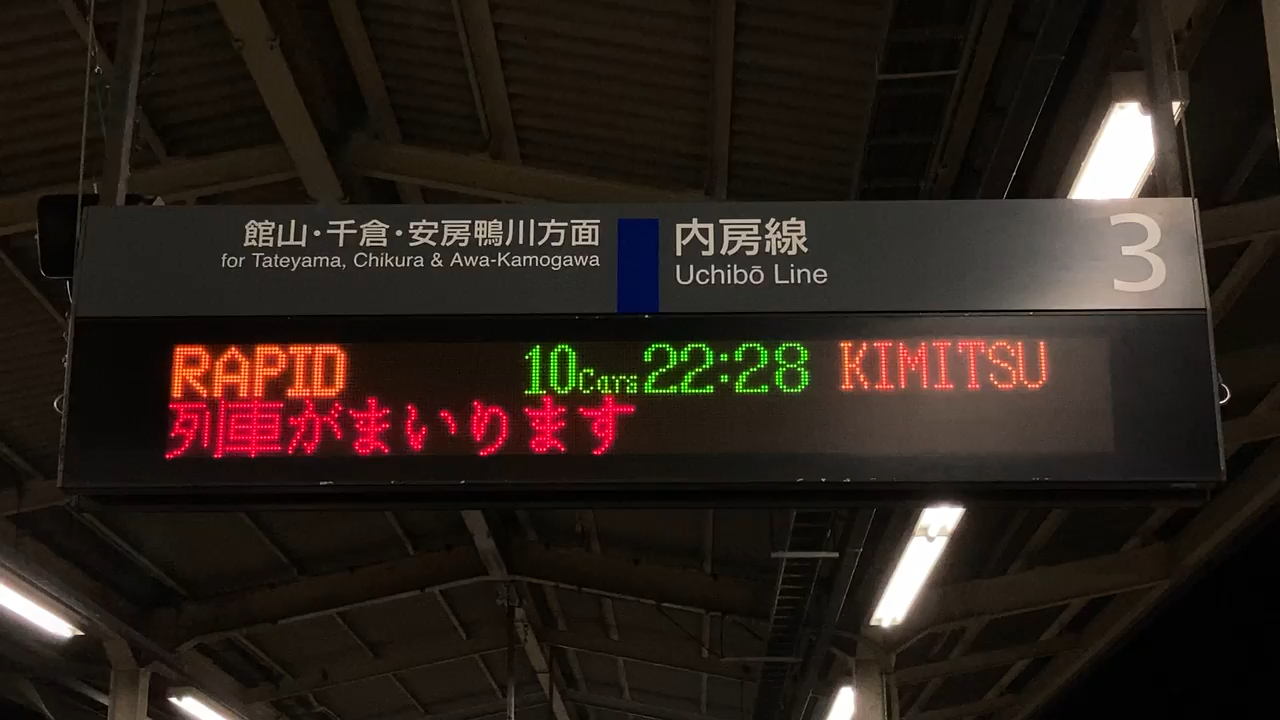 館山・千倉・安房鴨川方面 内房線 3
for Tateyama, Chikura & Awa-Kamogawa Uchibō Line
RAPID 10Cars 22:28 KIMITSU
列車がまいります